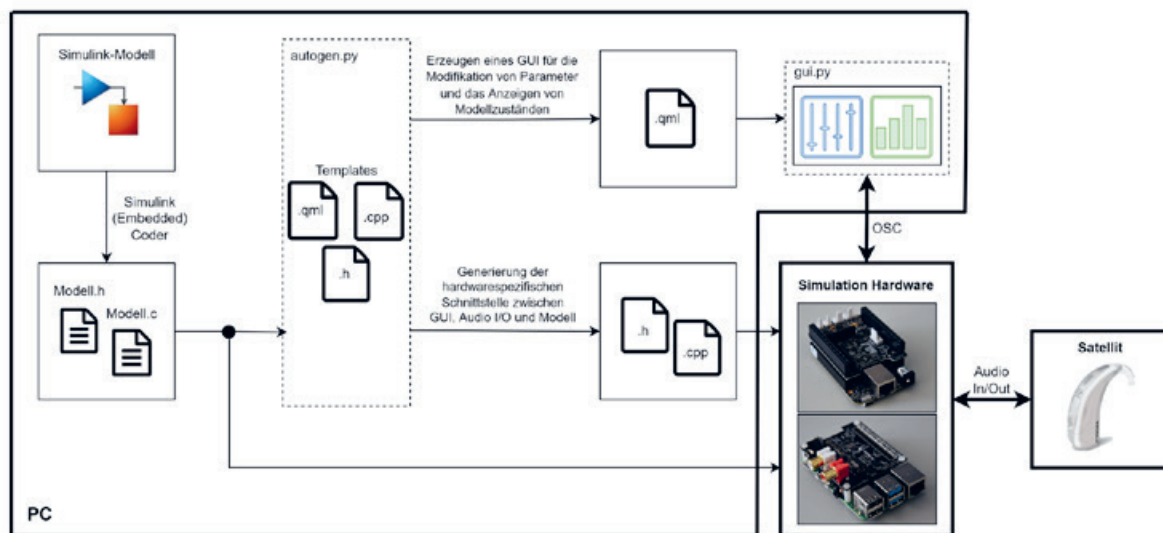 Simulink-Modell
Simulink
(Embedded)
Coder
Modell.h
Modell.c
autogen.py
Templates
.qml
.cpp
.h
Erzeugen eines GUI für die
Modifikation von Parameter
und das Anzeigen von
Modellzuständen
.qml
gui.py
OSC
Generierung der
hardwarespezifischen
Schnittstelle zwischen
GUI, Audio I/O und Modell
.h
.cpp
Simulation Hardware
Audio
In/Out
Satellit
PC